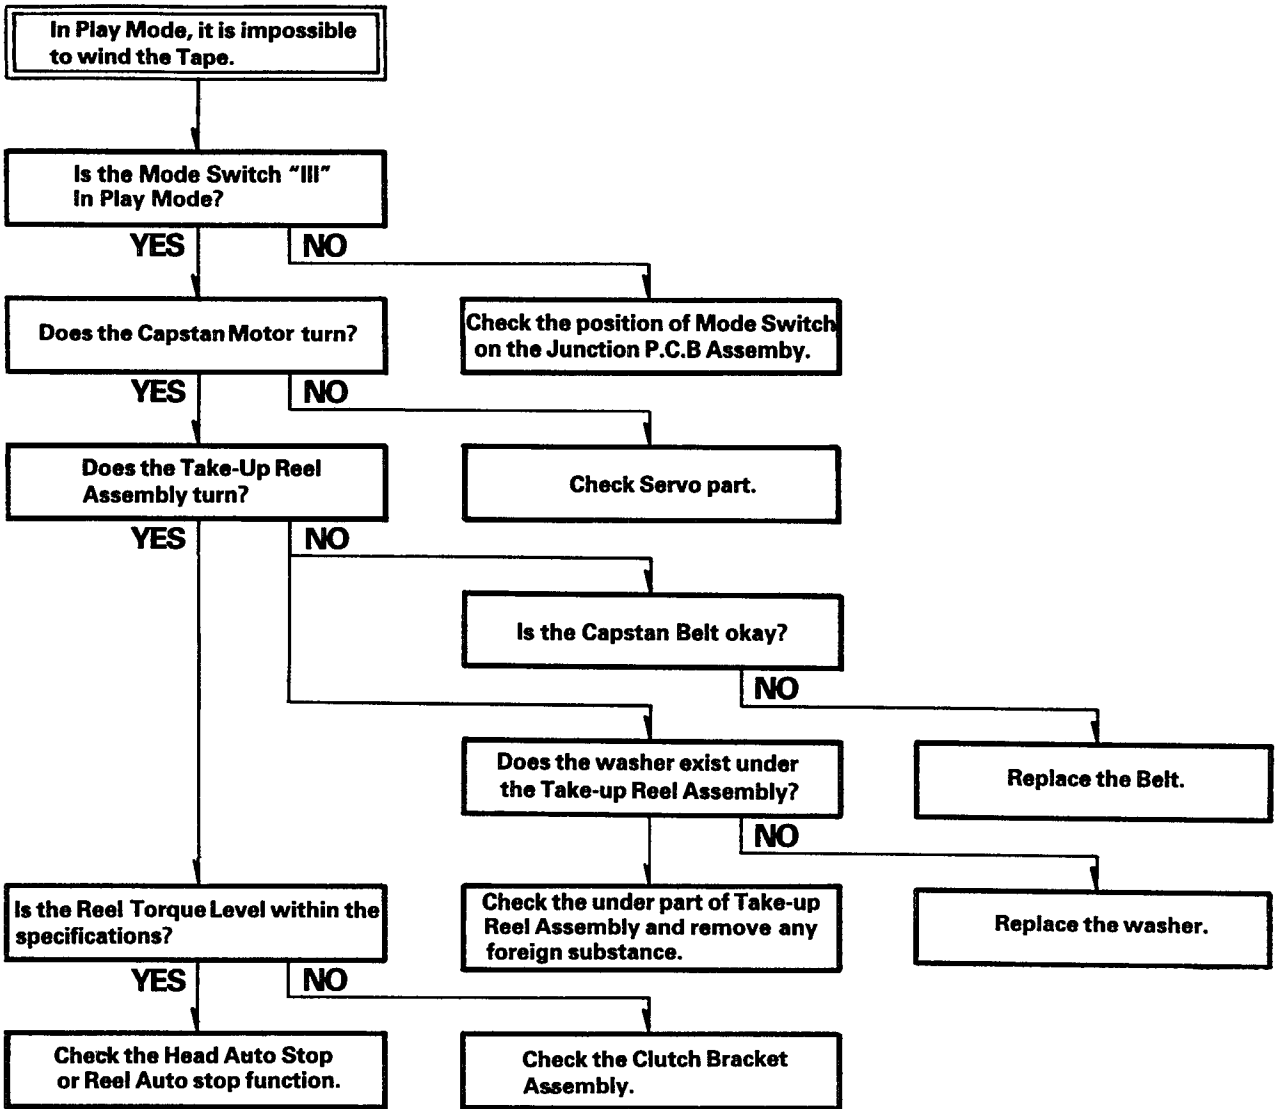 In Play Mode, it is impossible
to wind the Tape.
Is the Mode Switch "III"
In Play Mode?
YES
NO
Does the Capstan Motor turn?
Check the position of Mode Switch
on the Junction P.C.B Assemby.
YES
NO
Does the Take-Up Reel
Assembly turn?
Check Servo part.
YES
NO
Is the Capstan Belt okay?
NO
Does the washer exist under
the Take-up Reel Assembly?
Replace the Belt.
NO
Is the Reel Torque Level within the
specifications?
Check the under part of Take-up
Reel Assembly and remove any
foreign substance.
Replace the washer.
YES
NO
Check the Head Auto Stop
or Reel Auto stop function.
Check the Clutch Bracket
Assembly.